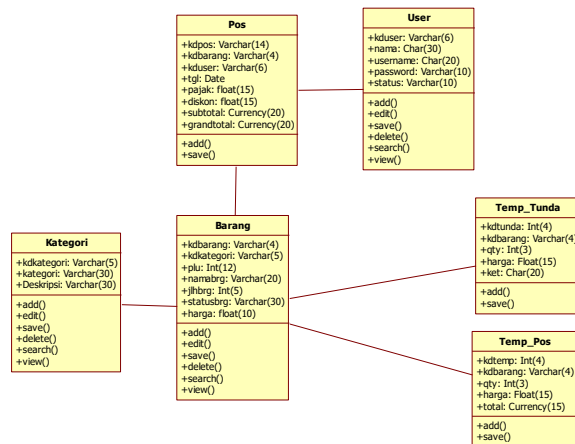 Pos
+kdpos: Varchar(14)
+kdbarang: Varchar(4)
+kduser: Varchar(6)
+tgl: Date
+pajak: float(15)
+diskon: float(15)
+subtotal: Currency(20)
+grandtotal: Currency(20)
+add()
+save()
User
+kduser: Varchar(6)
+nama: Char(30)
+username: Char(20)
+password: Varchar(10)
+status: Varchar(10)
+add()
+edit()
+save()
+delete()
+search()
+view()
Kategori
+kdkategori: Varchar(5)
+kategori: Varchar(30)
+Deskripsi: Varchar(30)
+add()
+edit()
+save()
+delete()
+search()
+view()
Barang
+kdbarang: Varchar(4)
+kdkategori: Varchar(5)
+plu: Int(12)
+namabrg: Varchar(20)
+jlhbrg: Int(5)
+statusbrg: Varchar(30)
+harga: float(10)
+add()
+edit()
+save()
+delete()
+search()
+view()
Temp_Tunda
+kdtunda: Int(4)
+kdbarang: Varchar(4)
+qty: Int(3)
+harga: Float(15)
+ket: Char(20)
+add()
+save()
Temp_Pos
+kdtemp: Int(4)
+kdbarang: Varchar(4)
+qty: Int(3)
+harga: Float(15)
+total: Currency(15)
+add()
+save()